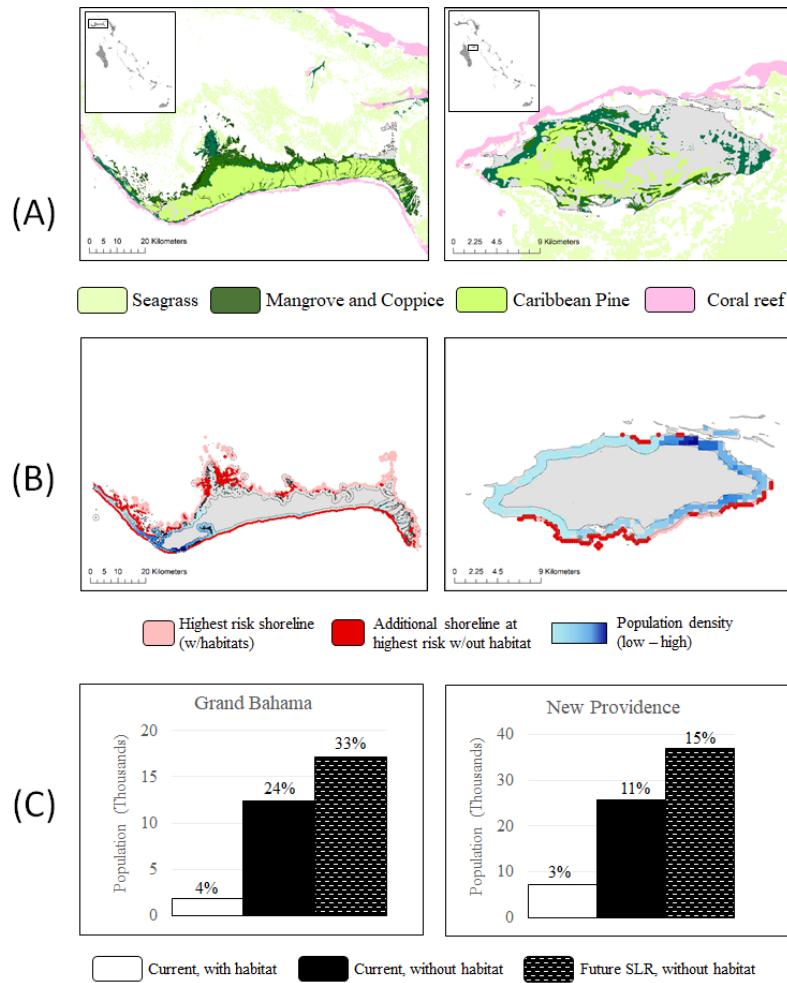 (A)
0 5 10 20 Kilometers
0 2.25 4.5 9 Kilometers
Seagrass Mangrove and Coppice Caribbean Pine Coral reef
(B)
0 5 10 20 Kilometers
0 2.25 4.5 9 Kilometers
Highest risk shoreline
(w/habitats)
Additional shoreline at
highest risk w/out habitat
Population density
(low – high)
(C)
Grand Bahama
Population (Thousands)
20
15
10
5
0
4%
24%
33%
New Providence
Population (Thousands)
40
30
20
10
0
3%
11%
15%
Current, with habitat Current, without habitat Future SLR, without habitat